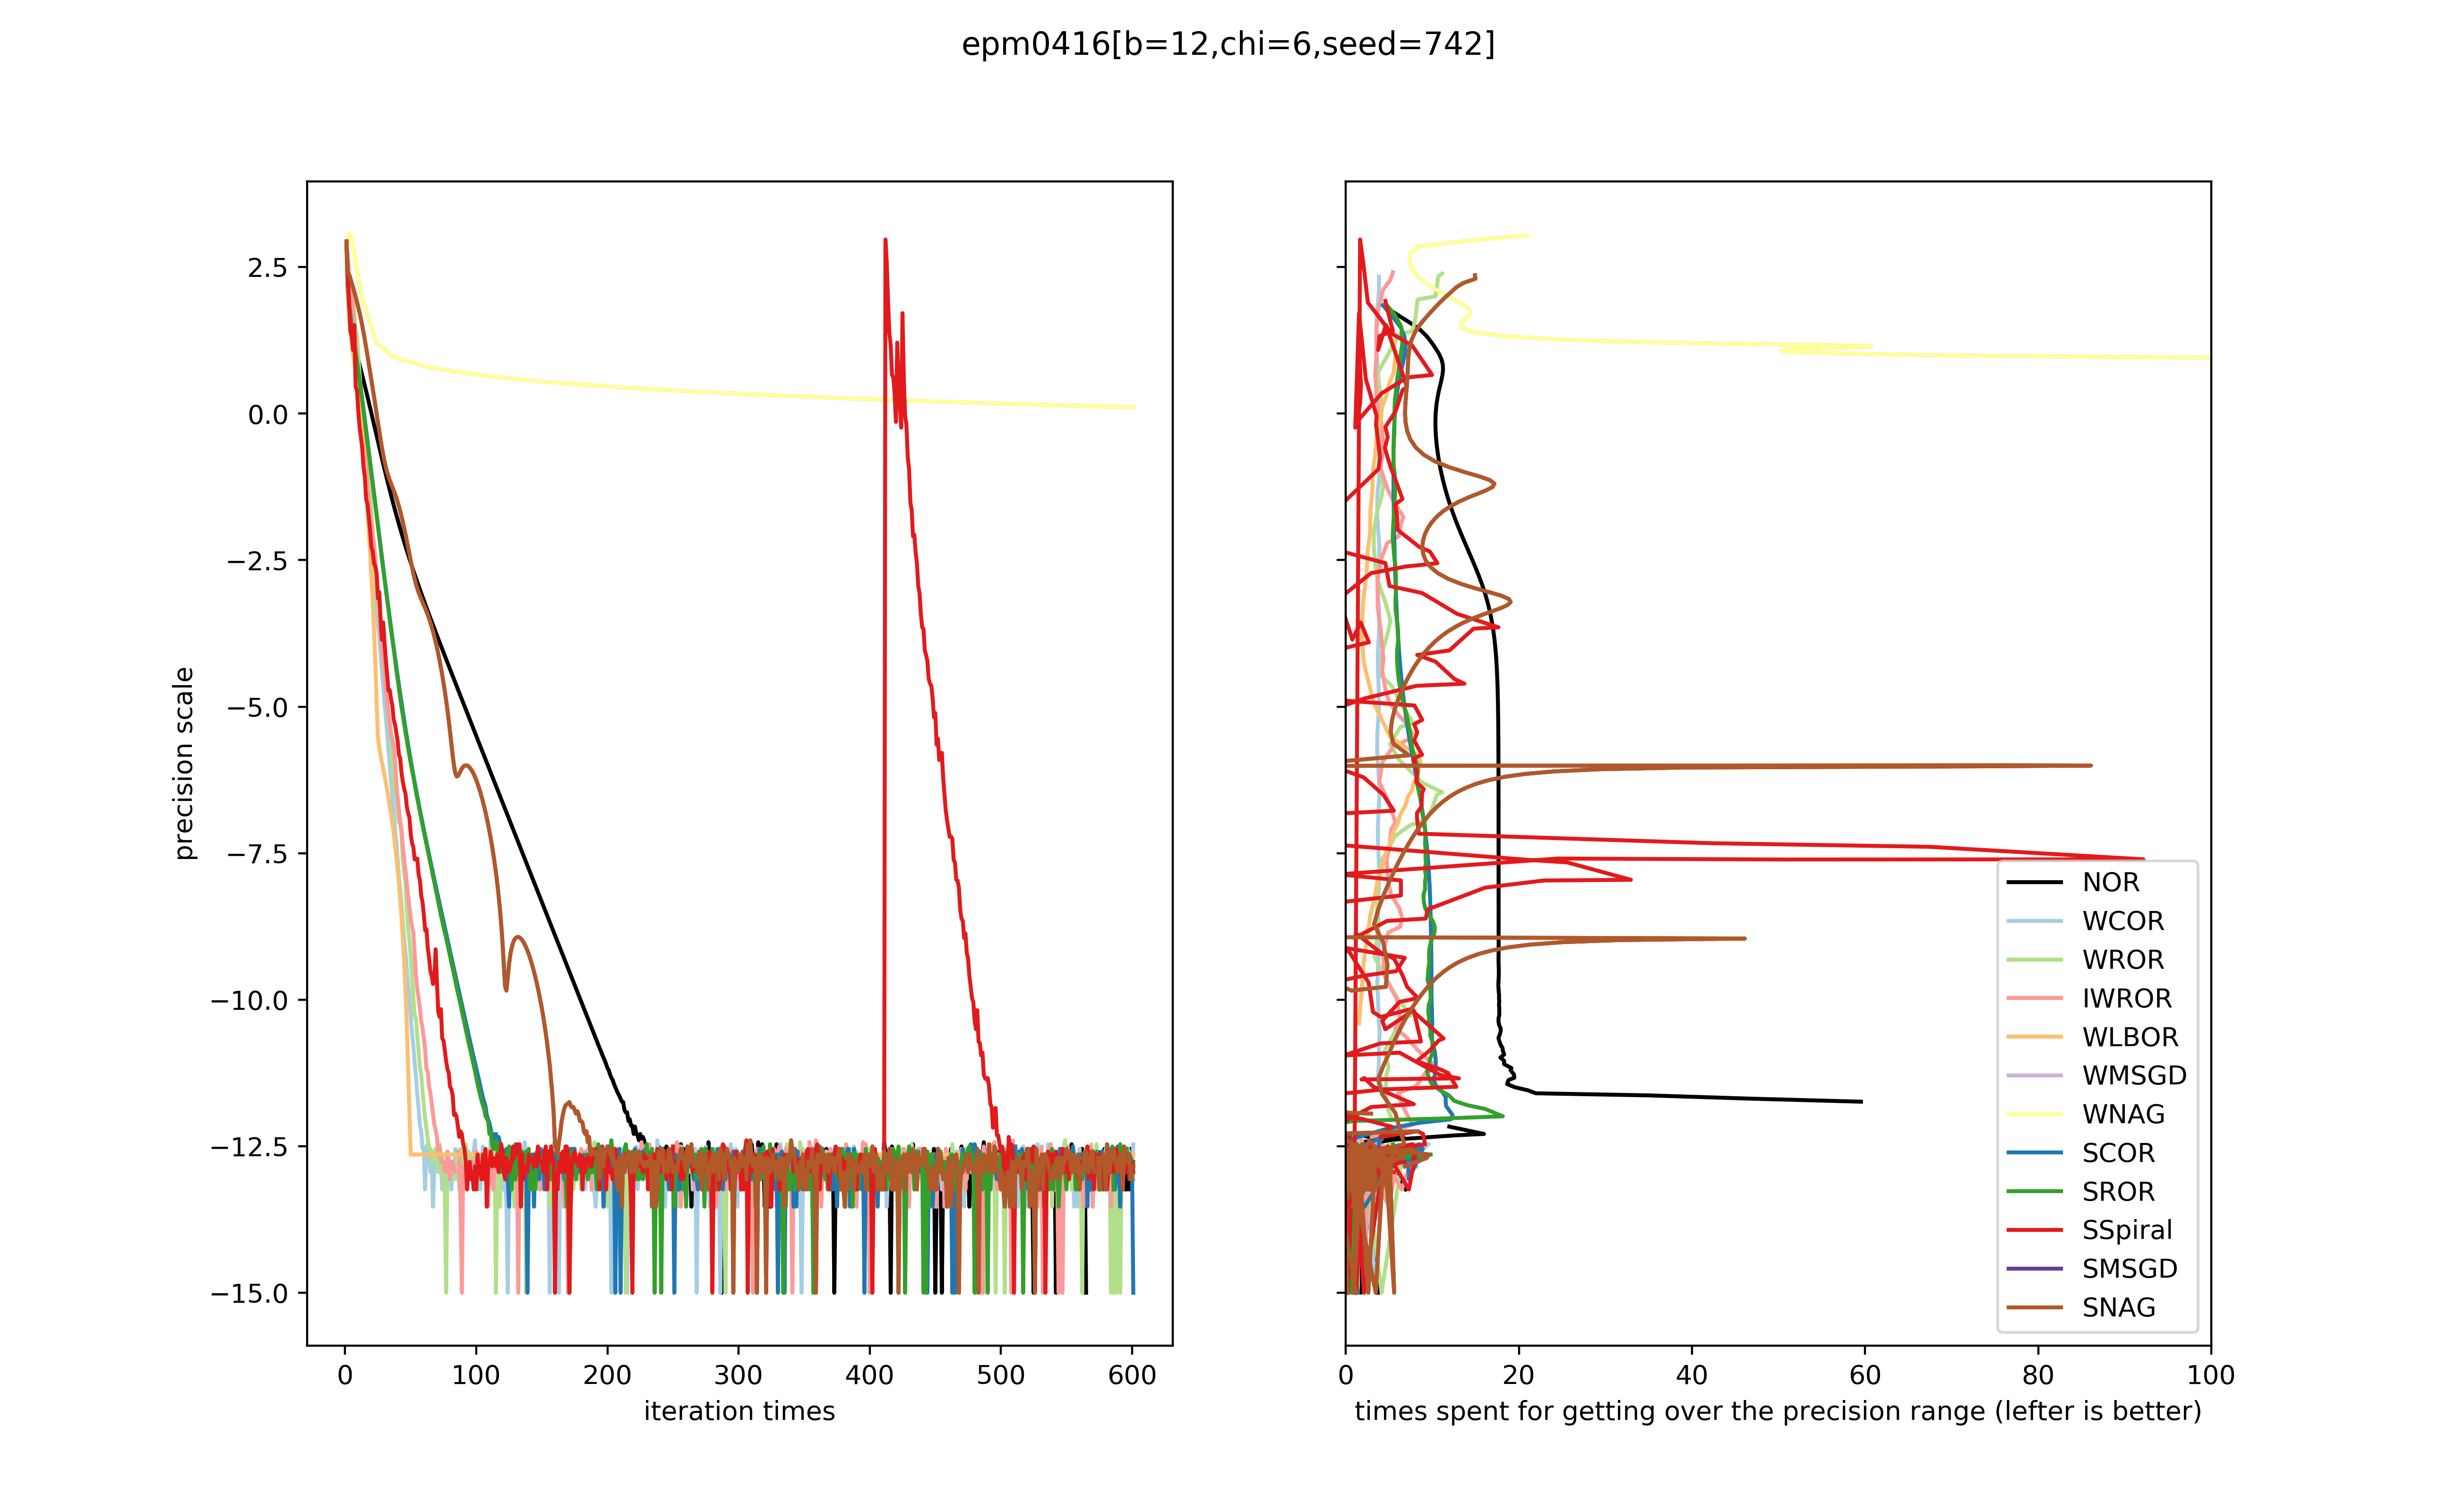 epm0416[b=12,chi=6,seed=742]
precision scale
2.5
0.0
−2.5
−5.0
−7.5
−10.0
−12.5
−15.0
0 100 200 300 400 500 600
iteration times
0 20 40 60 80 100
times spent for getting over the precision range (lefter is better)
NOR
WCOR
WROR
IWROR
WLBOR
WMSGD
WNAG
SCOR
SROR
SSpiral
SMSGD
SNAG